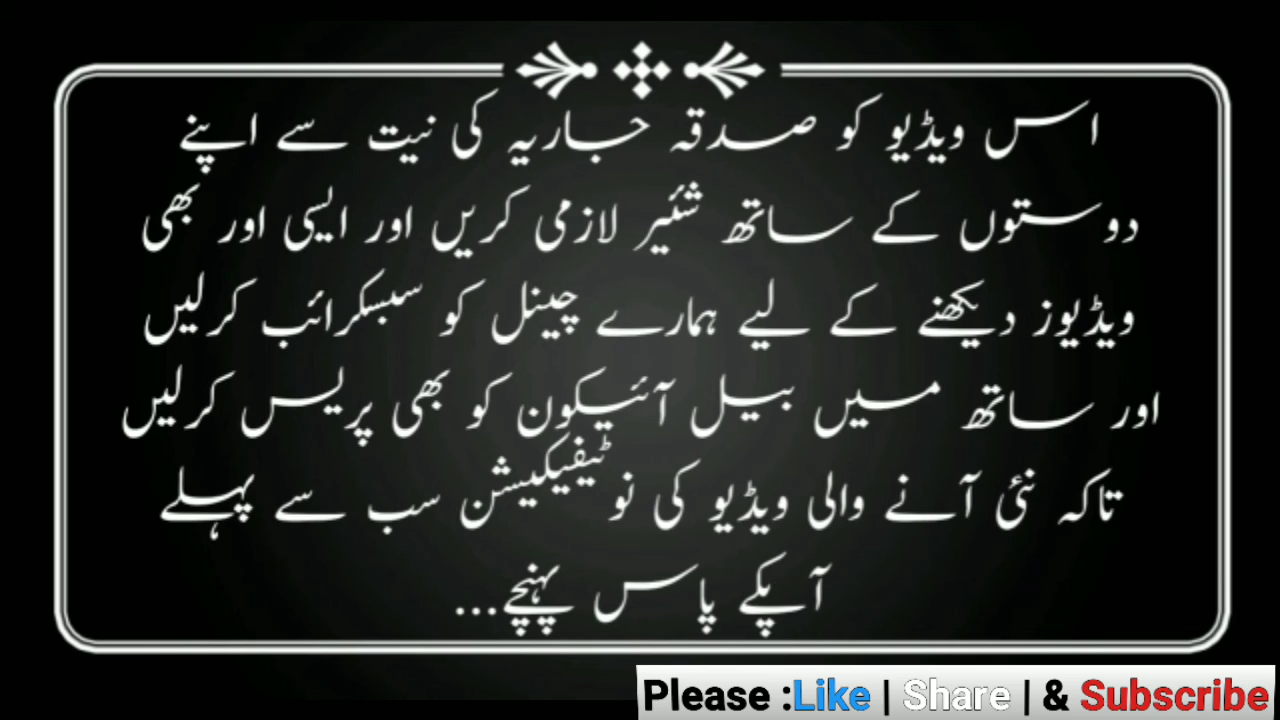 اس ویڈیو کو صدقہ جاریہ کی نیت سے اپنے
دوستوں کے ساتھ شئیر لازمی کریں اور ایسی اور بھی
ویڈیوز دیکھنے کے لیے ہمارے چینل کو سبسکرائب کرلیں
اور ساتھ میں بیل آئیکون کو بھی پریس کرلیں
تاکہ نئی آنے والی ویڈیو کی نوٹیفیکیشن سب سے پہلے
آپکے پاس پہنچے...
Please :Like | Share | & Subscribe